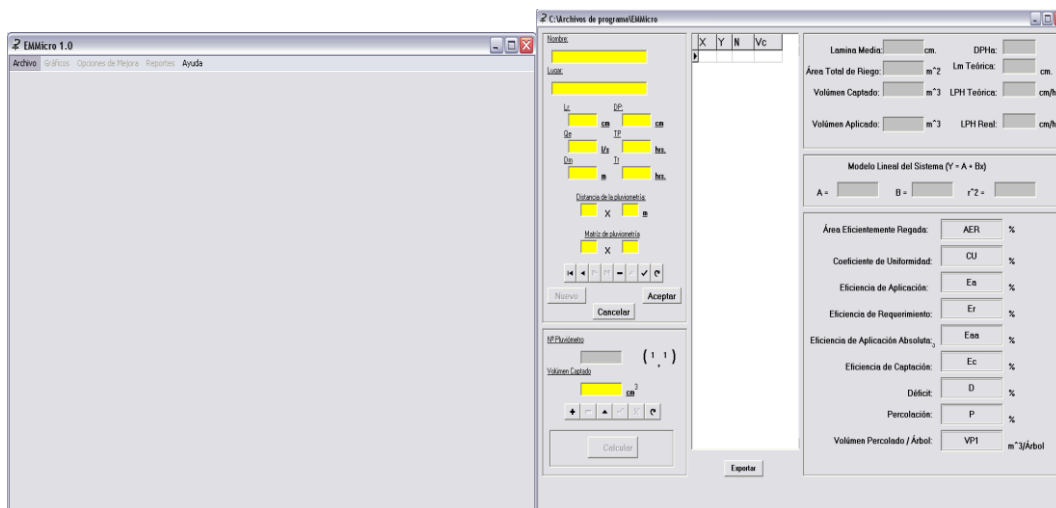 EMMicro 1.0
Archivo Gráficos Opciones de Mejora Reportes Ayuda
C:\Archivos de programa\EMMicro
Nombre:
Lugar:
Lr DP:
cm cm
Qe TP
l/s hrs.
Dm Tt
m hrs.
Distancia de la pluviometría:
X m
Matriz de pluviometría
X
Nuevo Aceptar
Cancelar
Nº Pluviómetro
( 1 , 1 )
Volúmen Captado
cm3
Calcular
X Y N Vc
Exportar
Lamina Media: cm. DPHa:
Área Total de Riego: m^2 Lm Teórica: cm.
Volúmen Captado: m^3 LPH Teórica: cm/h
Volúmen Aplicado: m^3 LPH Real: cm/h
Modelo Lineal del Sistema (Y = A + Bx)
A = B = r^2 =
Área Eficientemente Regada: AER %
Coeficiente de Uniformidad: CU %
Eficiencia de Aplicación: Ea %
Eficiencia de Requerimiento: Er %
Eficiencia de Aplicación Absoluta: Eaa %
3
Eficiencia de Captación: Ec %
Déficit: D %
Percolación: P %
Volúmen Percolado / Árbol: VP1 m^3/Árbol